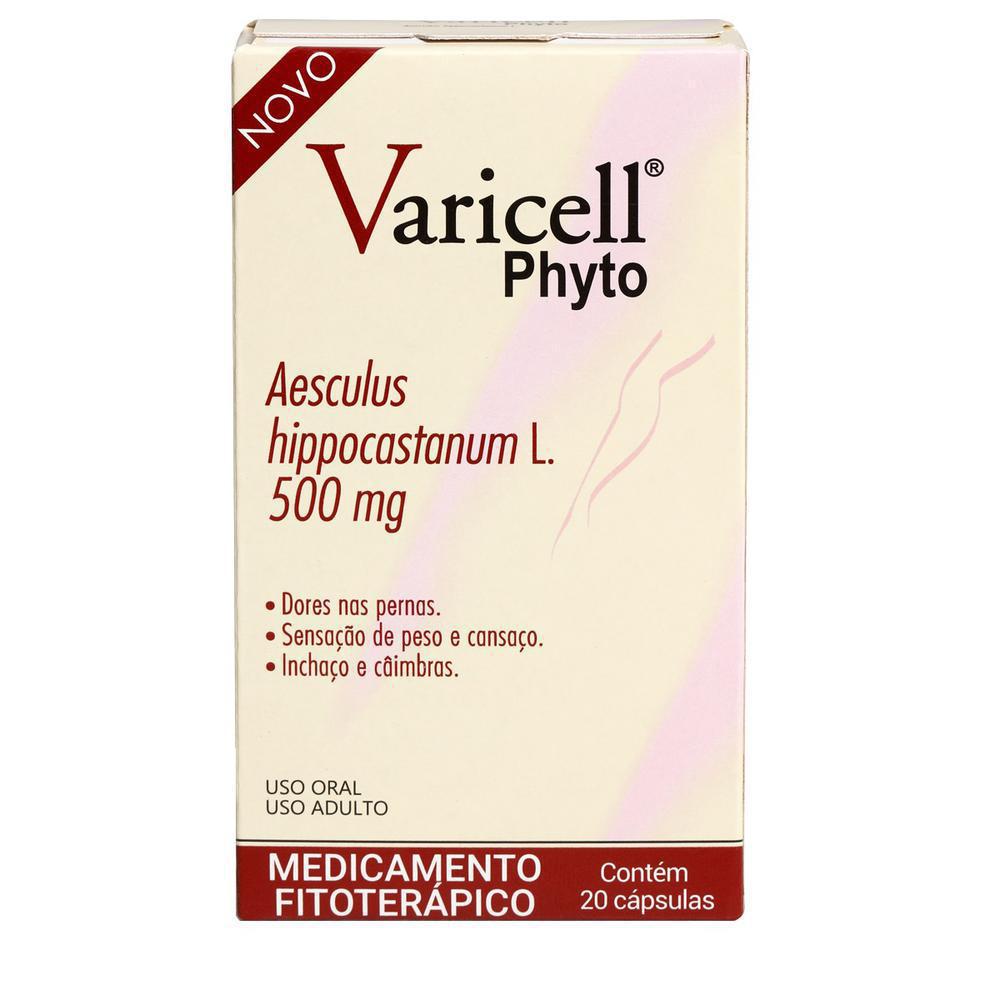 NOVO
Varicell®
Phyto
Aesculus
hippocastanum L.
500 mg
• Dores nas pernas.
• Sensação de peso e cansaço.
• Inchaço e câimbras.
USO ORAL
USO ADULTO
MEDICAMENTO
FITOTERÁPICO
Contém
20 cápsulas